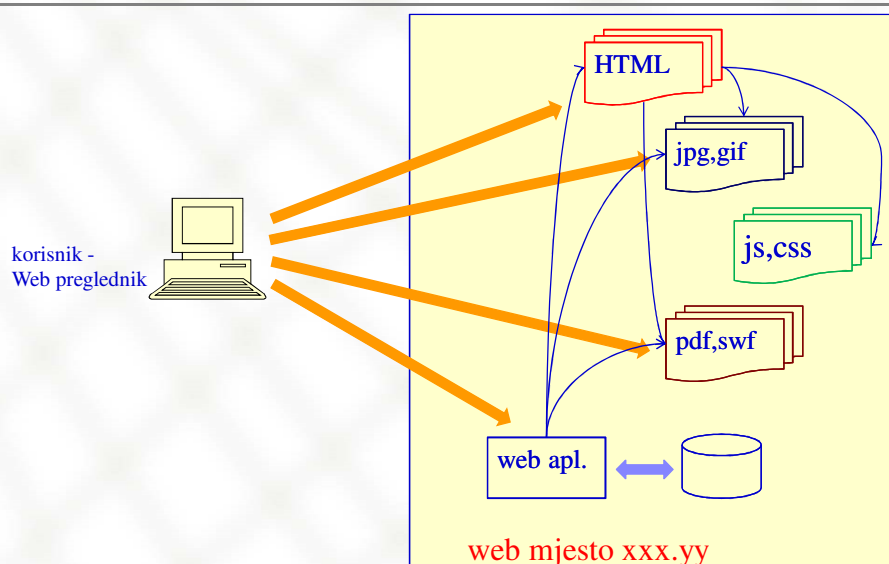 HTML
jpg,gif
js,css
korisnik -
Web preglednik
pdf,swf
web apl.
web mjesto xxx.yy